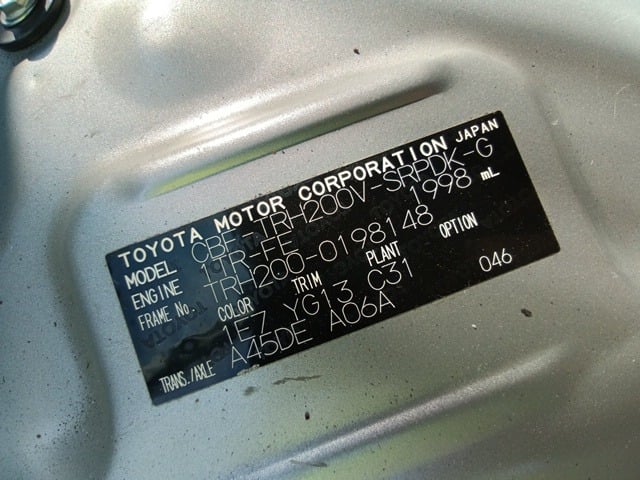 TOYOTA MOTOR CORPORATION JAPAN
MODEL CBF-TRH200V-SRPDK-G
ENGINE 1TR-FE 1998 mL
FRAME No. TRH200-0198148
COLOR TRIM PLANT OPTION
1E7 YG13 C31 046
TRANS./AXLE A45DE A06A